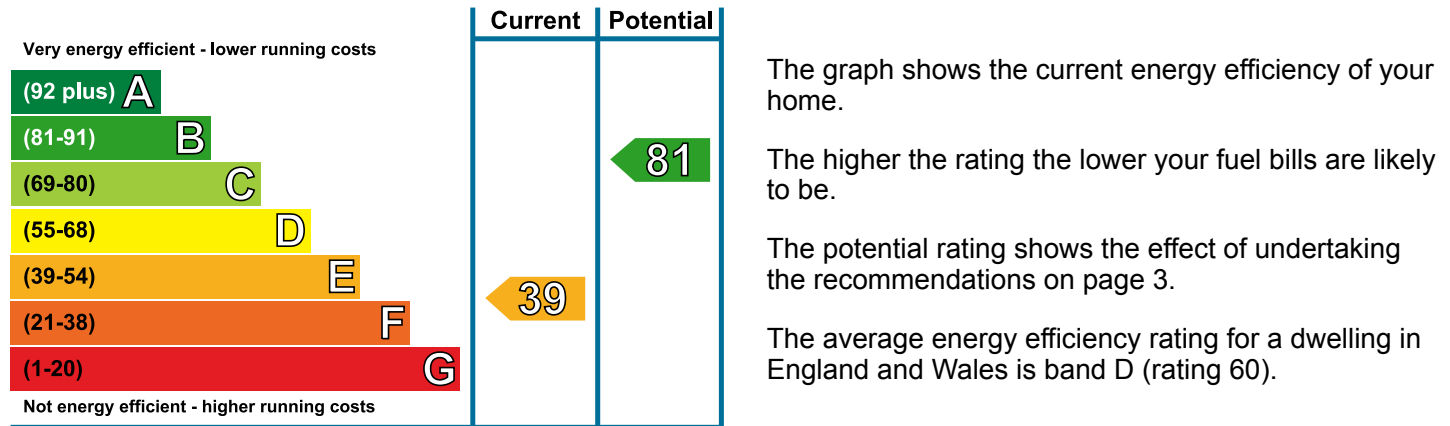 Current Potential
Very energy efficient - lower running costs
(92 plus) A
(81-91) B
(69-80) C
(55-68) D
(39-54) E
(21-38) F
(1-20) G
Not energy efficient - higher running costs
81
39
The graph shows the current energy efficiency of your
home.
The higher the rating the lower your fuel bills are likely
to be.
The potential rating shows the effect of undertaking
the recommendations on page 3.
The average energy efficiency rating for a dwelling in
England and Wales is band D (rating 60).